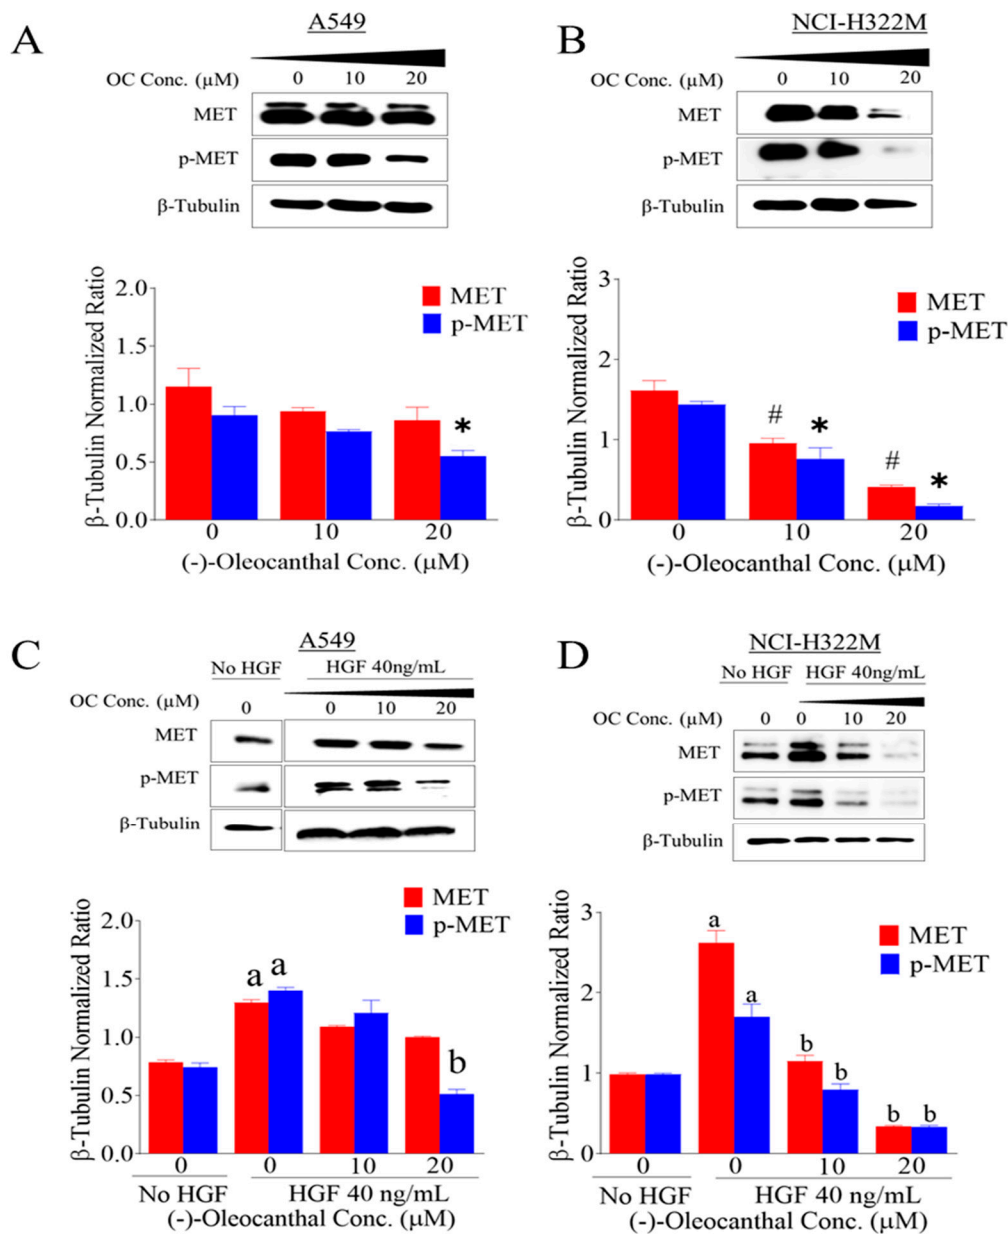 A
A549
OC Conc. (µM) 0 10 20
MET
p-MET
β-Tubulin
β-Tubulin Normalized Ratio
2.0
1.5
1.0
0.5
0.0
MET
p-MET
*
0 10 20
(-)-Oleocanthal Conc. (µM)
B
NCI-H322M
OC Conc. (µM) 0 10 20
MET
p-MET
β-Tubulin
β-Tubulin Normalized Ratio
3
2
1
0
MET
p-MET
# * # *
0 10 20
(-)-Oleocanthal Conc. (µM)
C
A549
No HGF HGF 40ng/mL
OC Conc. (µM) 0 0 10 20
MET
p-MET
β-Tubulin
β-Tubulin Normalized Ratio
2.0
1.5
1.0
0.5
0.0
MET
p-MET
a a b
0 0 10 20
No HGF HGF 40 ng/mL
(-)-Oleocanthal Conc. (µM)
D
NCI-H322M
No HGF HGF 40ng/mL
OC Conc. (µM) 0 0 10 20
MET
p-MET
β-Tubulin
β-Tubulin Normalized Ratio
3
2
1
0
MET
p-MET
a a b b b b
0 0 10 20
No HGF HGF 40 ng/mL
(-)-Oleocanthal Conc. (µM)